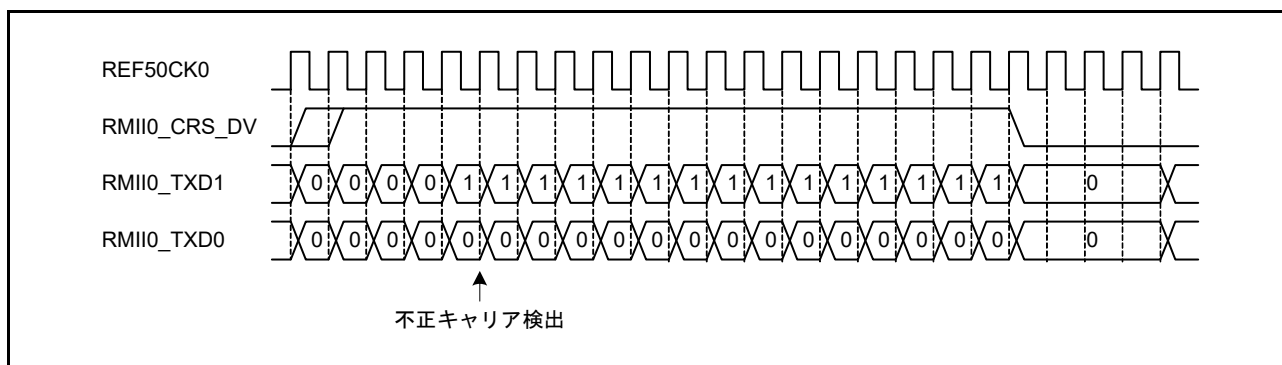 REF50CK0
RMII0_CRS_DV
RMII0_TXD1 0 0 0 0 1 1 1 1 1 1 1 1 1 1 1 1 1 1 1 0
RMII0_TXD0 0 0 0 0 0 0 0 0 0 0 0 0 0 0 0 0 0 0 0 0
不正キャリア検出